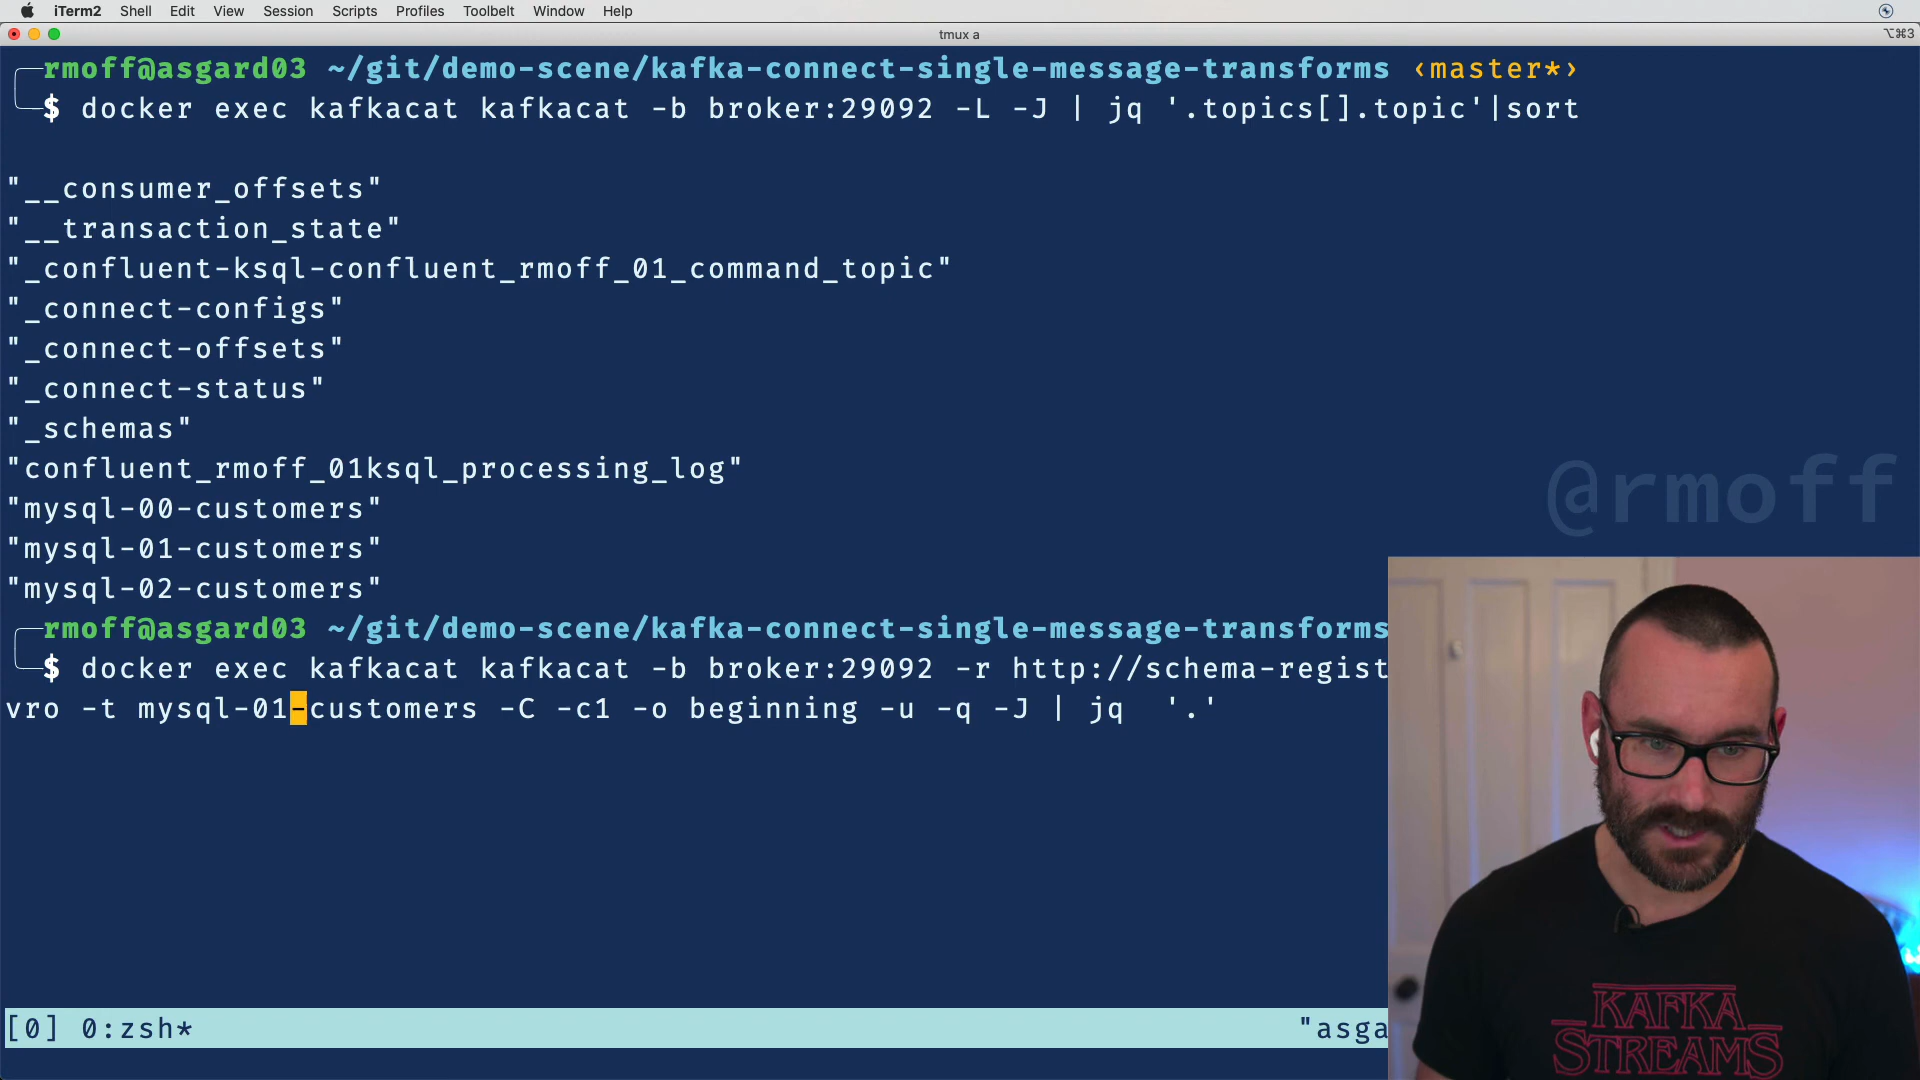 iTerm2 Shell Edit View Session Scripts Profiles Toolbelt Window Help
tmux a
⌥⌘3
rmoff@asgard03 ~/git/demo-scene/kafka-connect-single-message-transforms ‹master*›
$ docker exec kafkacat kafkacat -b broker:29092 -L -J | jq '.topics[].topic'|sort
"__consumer_offsets"
"__transaction_state"
"_confluent-ksql-confluent_rmoff_01_command_topic"
"_connect-configs"
"_connect-offsets"
"_connect-status"
"_schemas"
"confluent_rmoff_01ksql_processing_log"
"mysql-00-customers"
"mysql-01-customers"
"mysql-02-customers"
@rmoff
rmoff@asgard03 ~/git/demo-scene/kafka-connect-single-message-transforms
$ docker exec kafkacat kafkacat -b broker:29092 -r http://schema-regist
vro -t mysql-01-customers -C -c1 -o beginning -u -q -J | jq  '.'
KAFKA
STREAMS
[0] 0:zsh* "asga